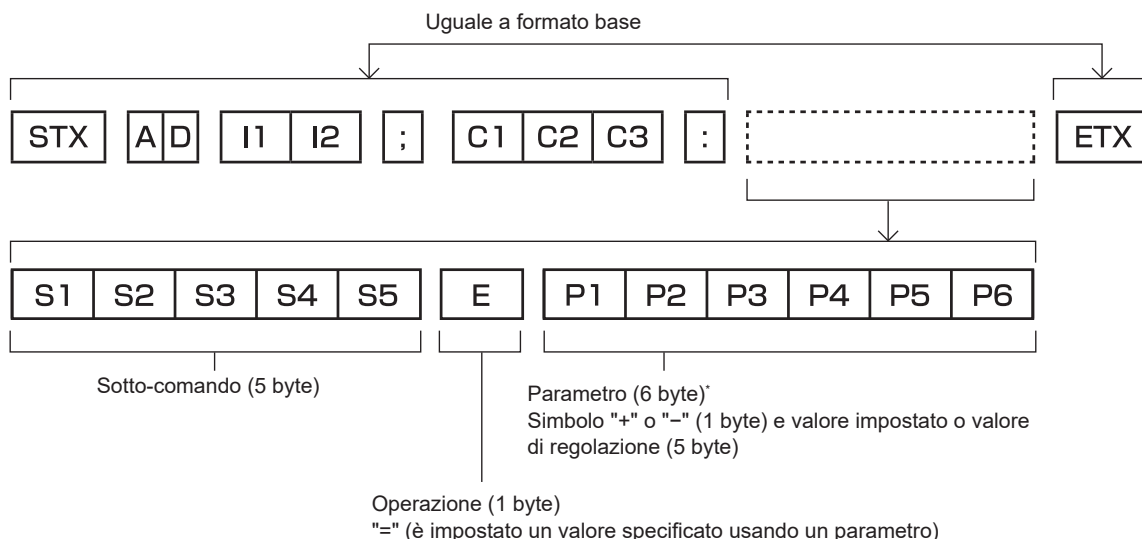 Uguale a formato base
STX A D I1 I2 ; C1 C2 C3 : ETX
S1 S2 S3 S4 S5 E P1 P2 P3 P4 P5 P6
Sotto-comando (5 byte)
Parametro (6 byte)*
Simbolo "+" o "−" (1 byte) e valore impostato o valore
di regolazione (5 byte)
Operazione (1 byte)
"=" (è impostato un valore specificato usando un parametro)